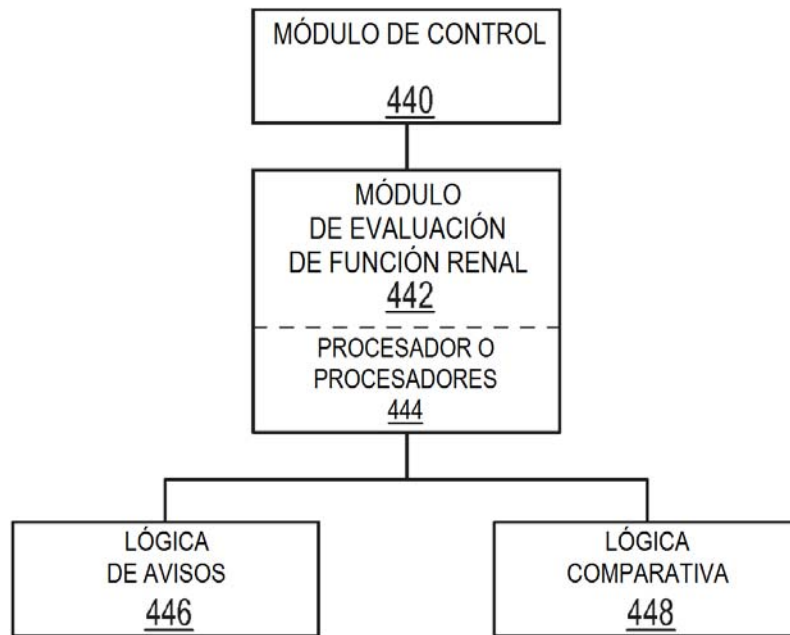 MÓDULO DE CONTROL
440
MÓDULO
DE EVALUACIÓN
DE FUNCIÓN RENAL
442
PROCESADOR O
PROCESADORES
444
LÓGICA
DE AVISOS
446
LÓGICA
COMPARATIVA
448